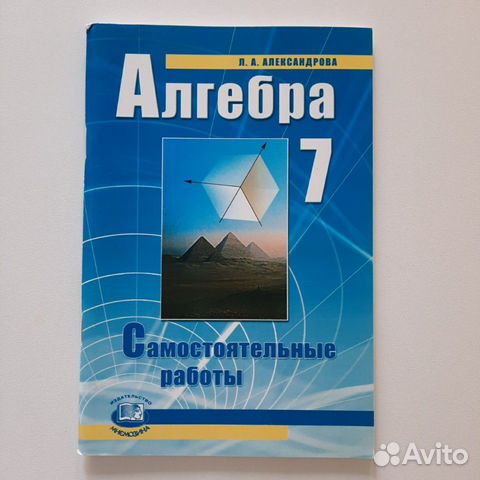 Л. А. АЛЕКСАНДРОВА
Алгебра
7
Самостоятельные
работы
ИЗДАТЕЛЬСТВО
МНЕМОЗИНА
Avito